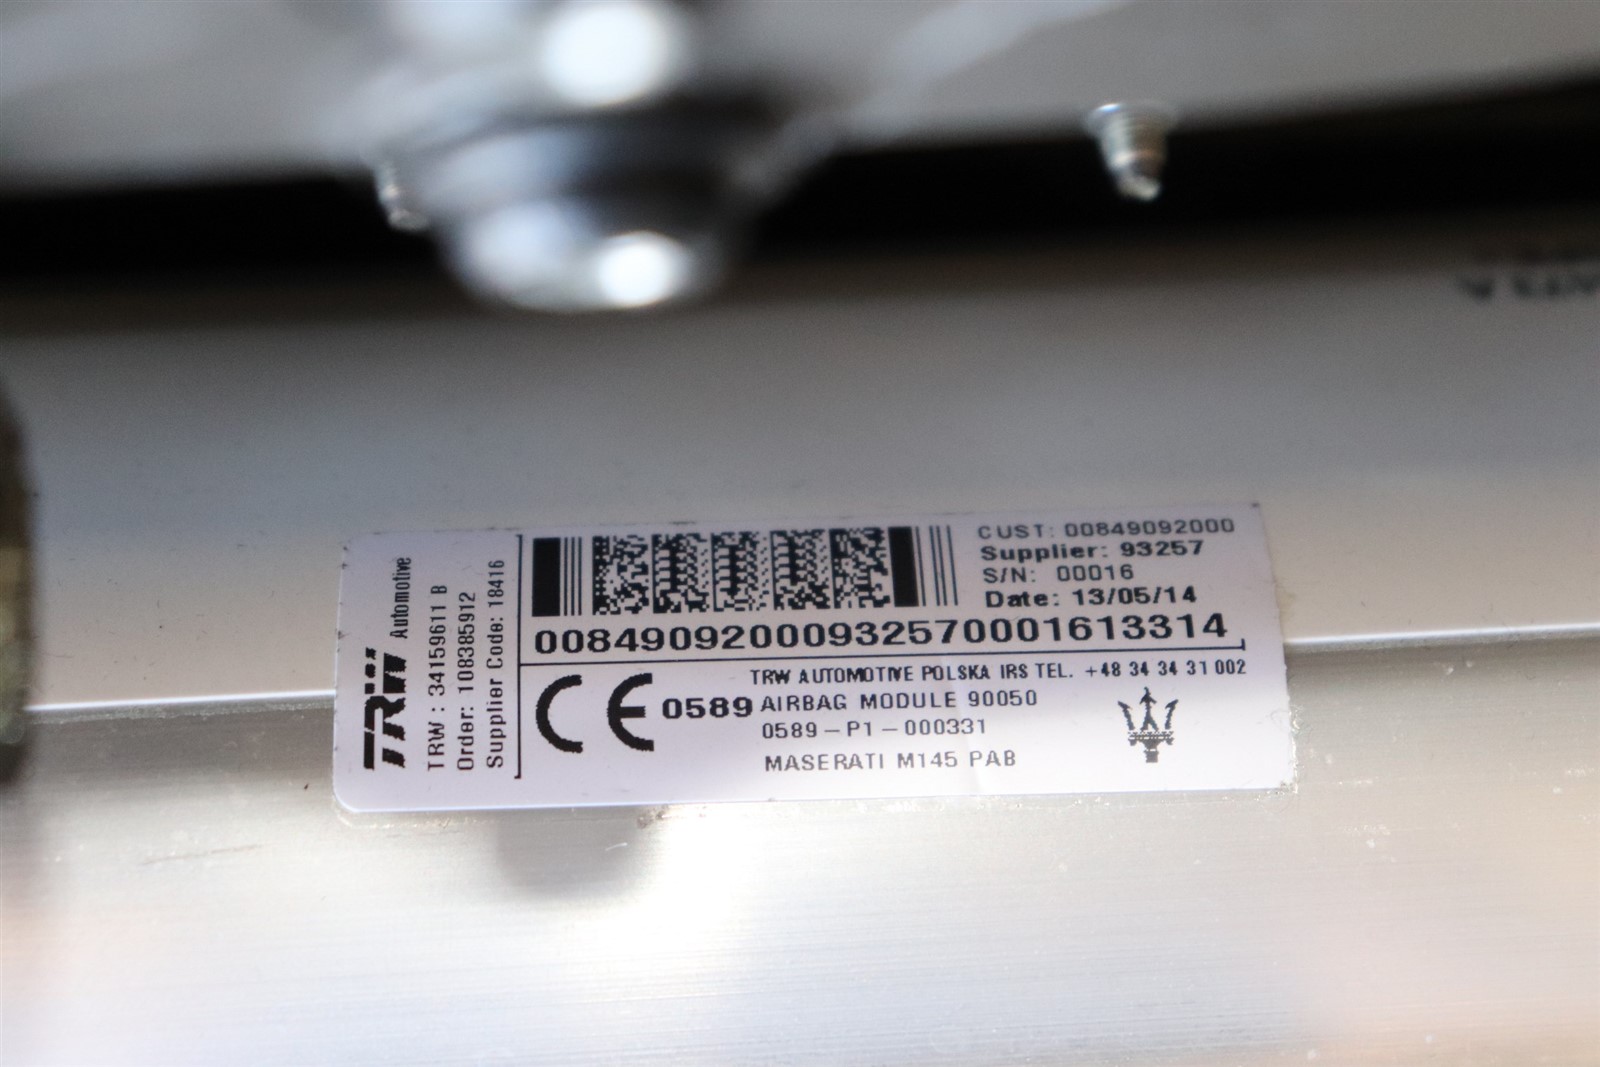 TRW Automotive
TRW : 34159611 B
Order: 108385912
Supplier Code: 18416
CUST: 00849092000
Supplier: 93257
S/N: 00016
Date: 13/05/14
00849092000932570001613314
TRW AUTOMOTIVE POLSKA IRS TEL. +48 34 34 31 002
CE 0589 AIRBAG MODULE 90050
0589-P1-000331
MASERATI M145 PAB